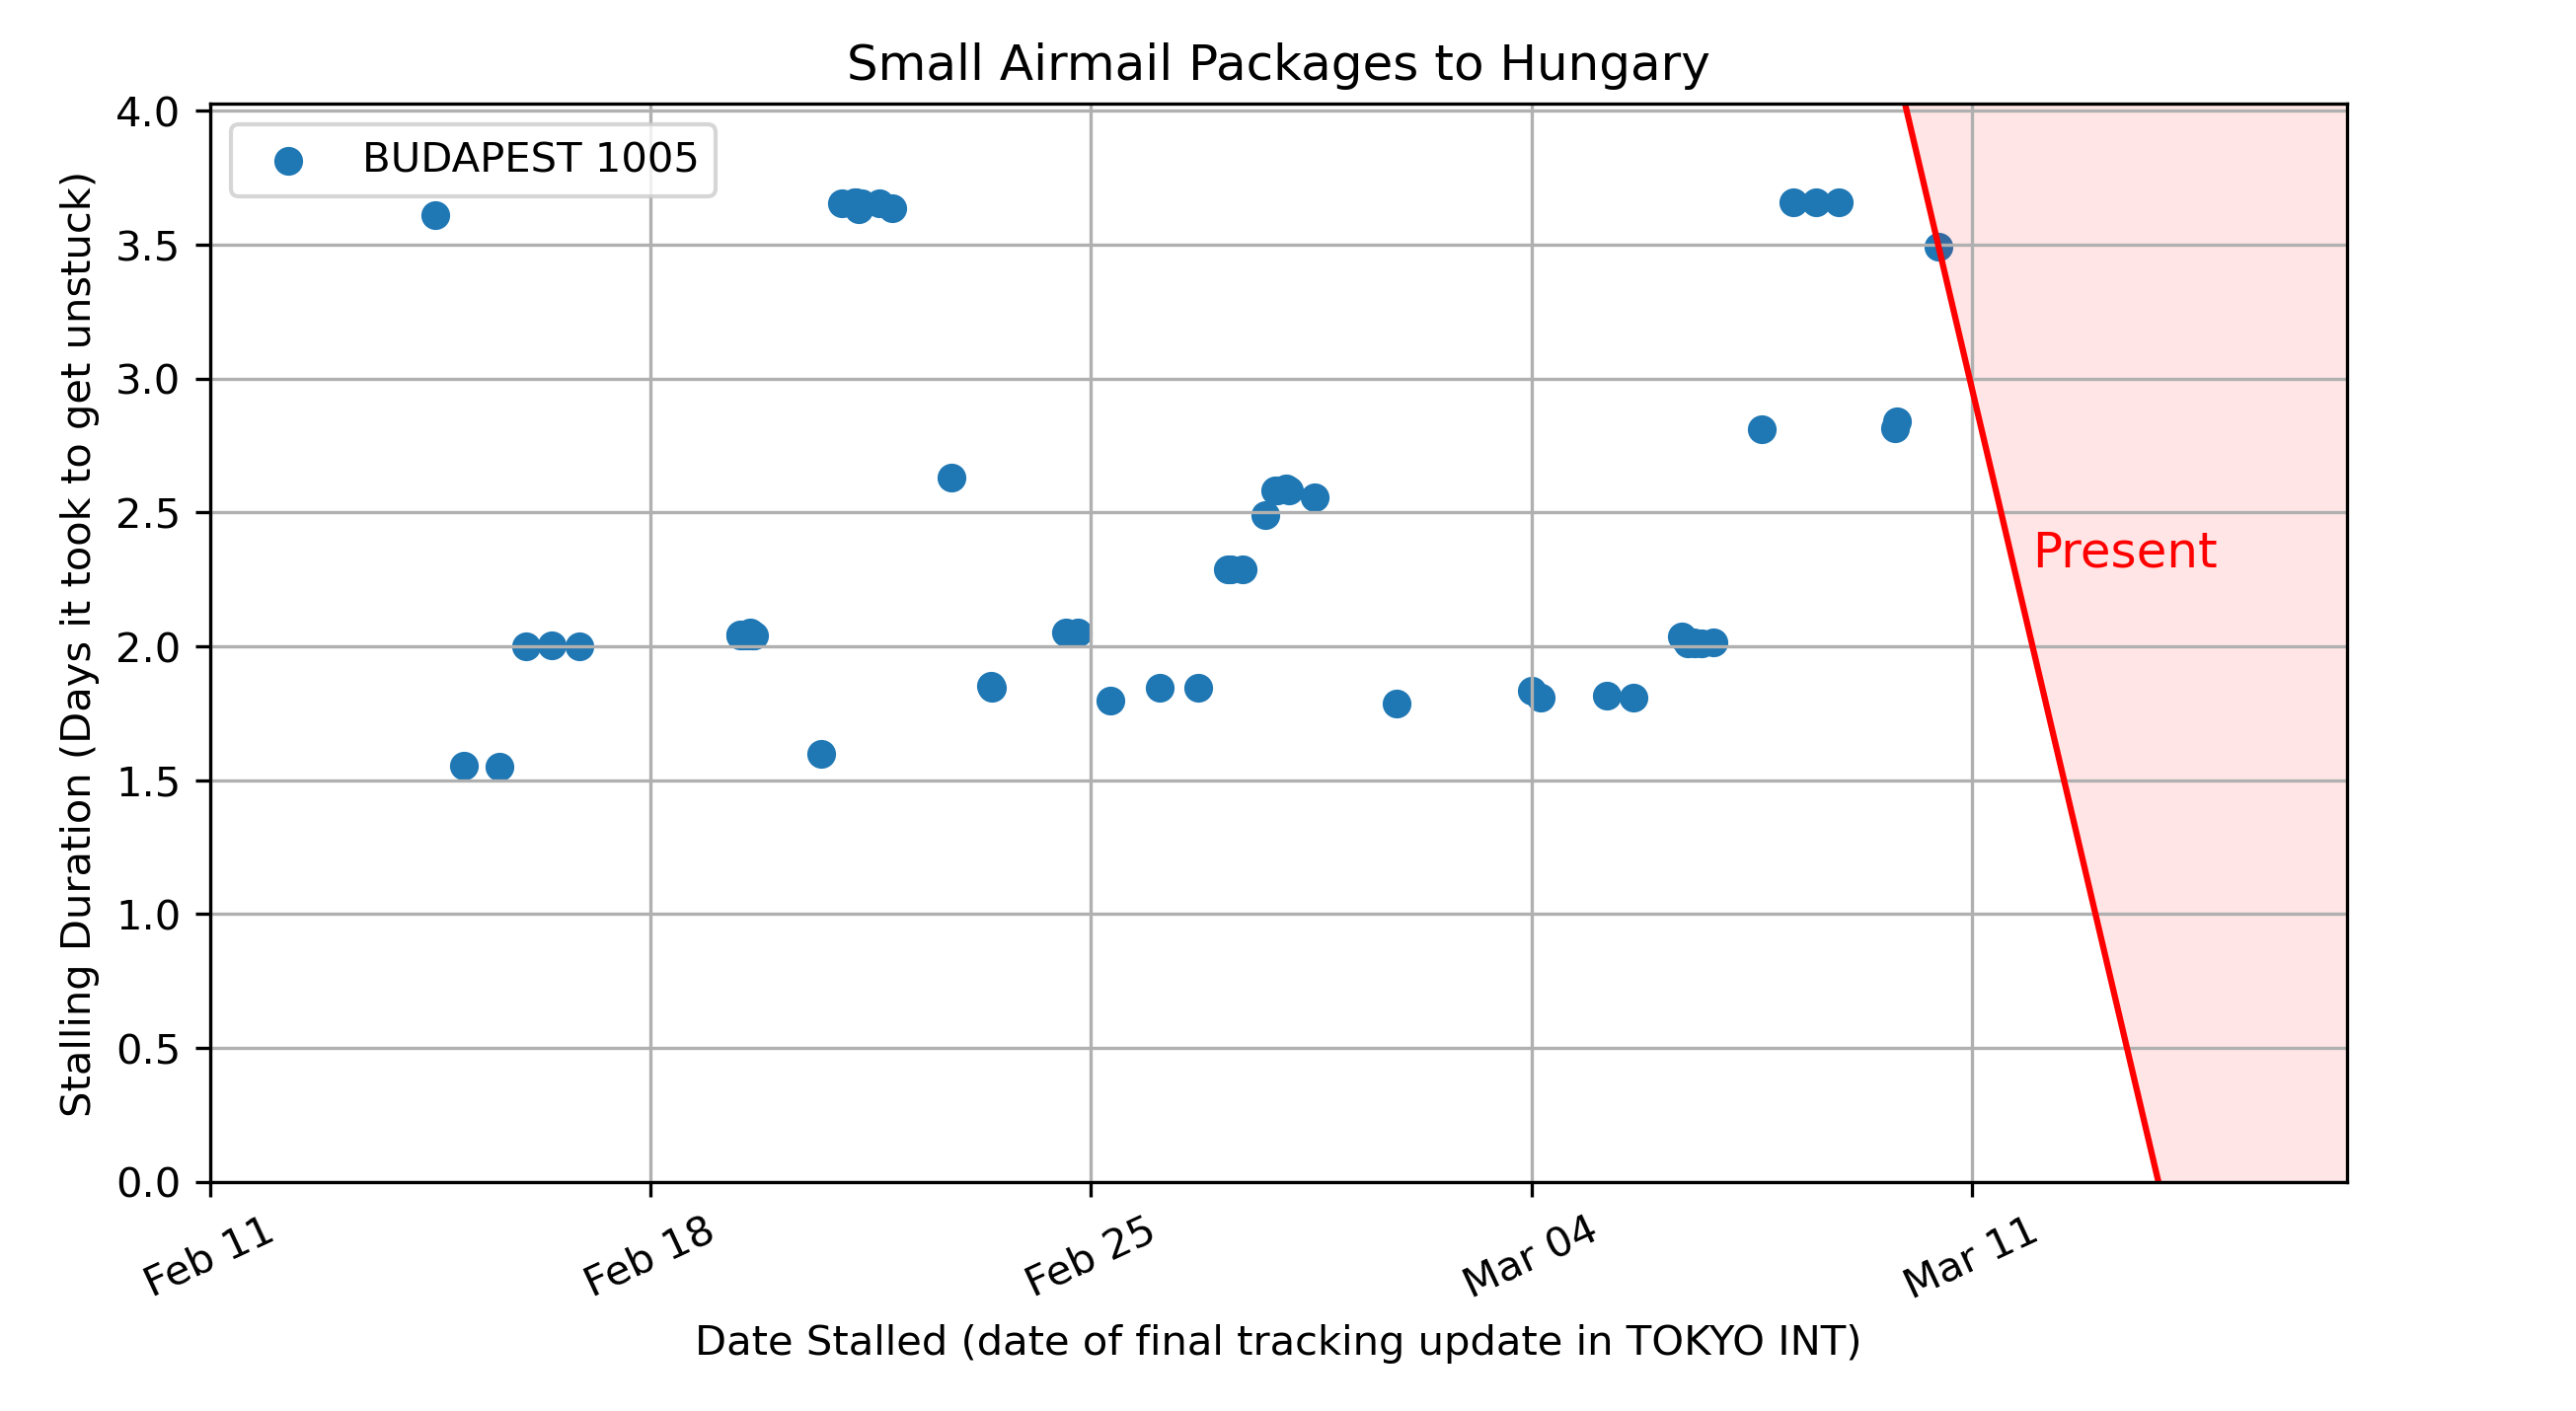 Small Airmail Packages to Hungary
BUDAPEST 1005
Stalling Duration (Days it took to get unstuck)
4.0
3.5
3.0
2.5
2.0
1.5
1.0
0.5
0.0
Present
Feb 11
Feb 18
Feb 25
Mar 04
Mar 11
Date Stalled (date of final tracking update in TOKYO INT)